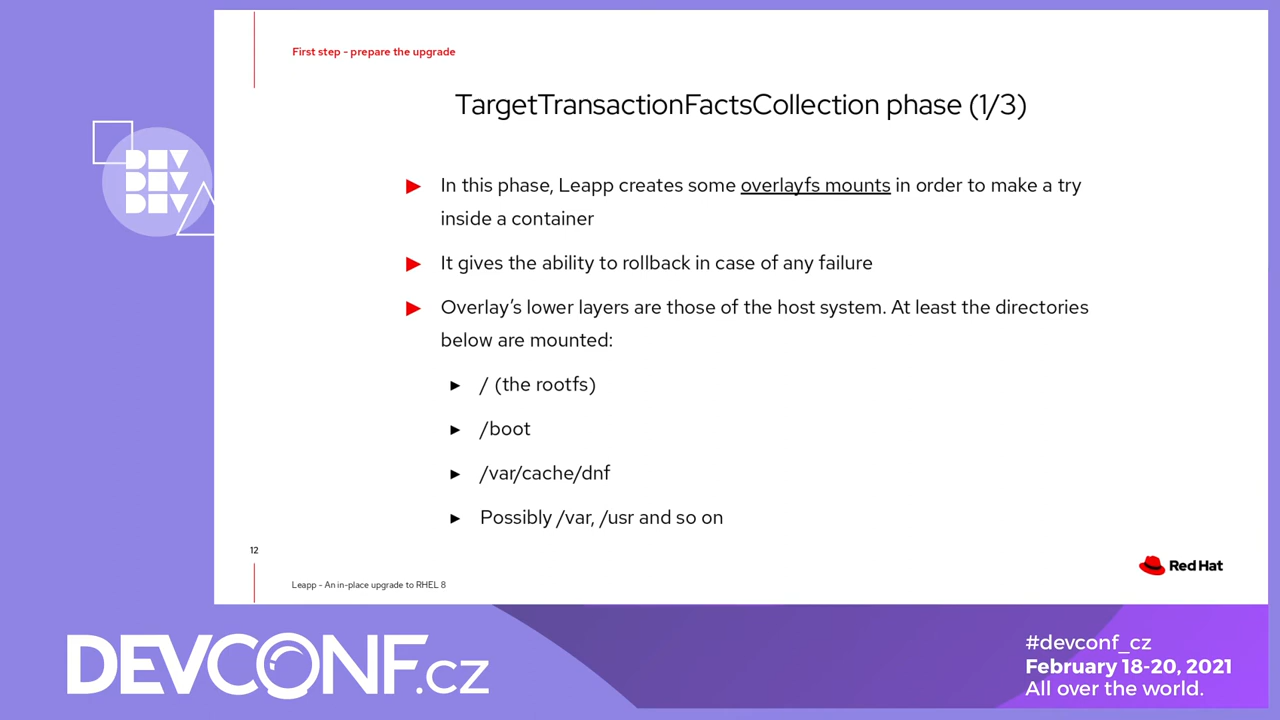 First step - prepare the upgrade
TargetTransactionFactsCollection phase (1/3)
In this phase, Leapp creates some overlayfs mounts in order to make a try
inside a container
It gives the ability to rollback in case of any failure
Overlay's lower layers are those of the host system. At least the directories
below are mounted:
/ (the rootfs)
/boot
/var/cache/dnf
Possibly /var, /usr and so on
12
Leapp - An in-place upgrade to RHEL 8
Red Hat
DEV
DEV
DEV
DEVCONF.cz
#devconf_cz
February 18-20, 2021
All over the world.